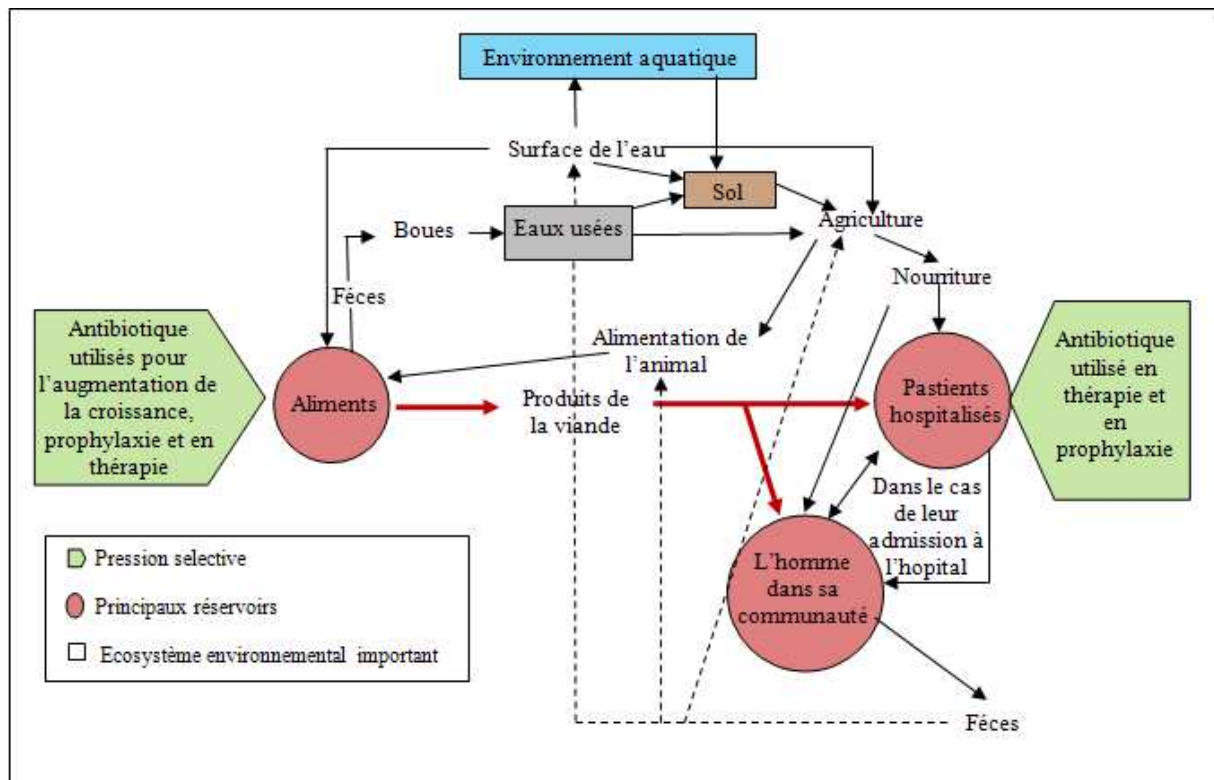 Environnement aquatique
Surface de l'eau
Sol
Boues
Eaux usées
Agriculture
Féces
Nourriture
Antibiotique
utilisés pour
l'augmentation de
la croissance,
prophylaxie et en
thérapie
Aliments
Alimentation de
l'animal
Produits de
la viande
Pastients
hospitalisés
Antibiotique
utilisé en
thérapie et
en
prophylaxie
Dans le cas
de leur
admission à
l'hopital
L'homme
dans sa
communauté
Pression selective
Principaux réservoirs
Ecosystème environnemental important
Féces